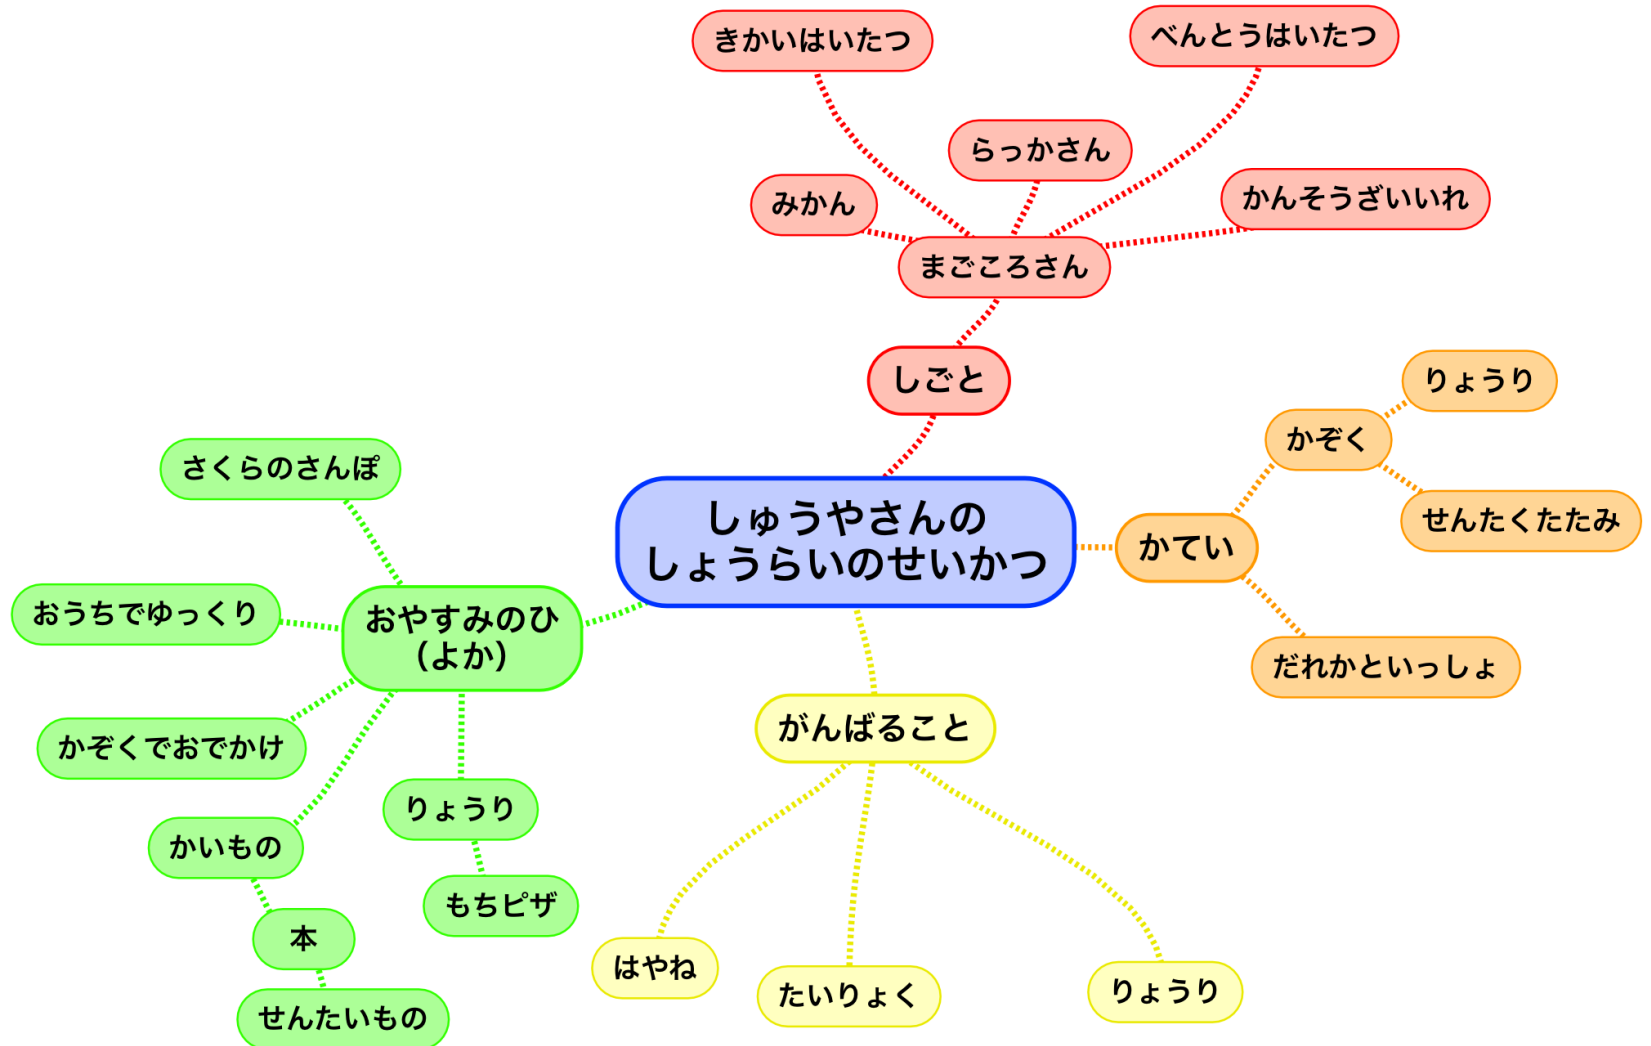 きかいはいたつ
べんとうはいたつ
らっかさん
みかん
かんそうざいいれ
まごころさん
しごと
りょうり
かぞく
せんたくたたみ
かてい
だれかといっしょ
しゅうやさんの
しょうらいのせいかつ
さくらのさんぽ
おうちでゆっくり
おやすみのひ
（よか）
かぞくでおでかけ
かいもの
本
せんたいもの
りょうり
もちピザ
がんばること
はやね
たいりょく
りょうり